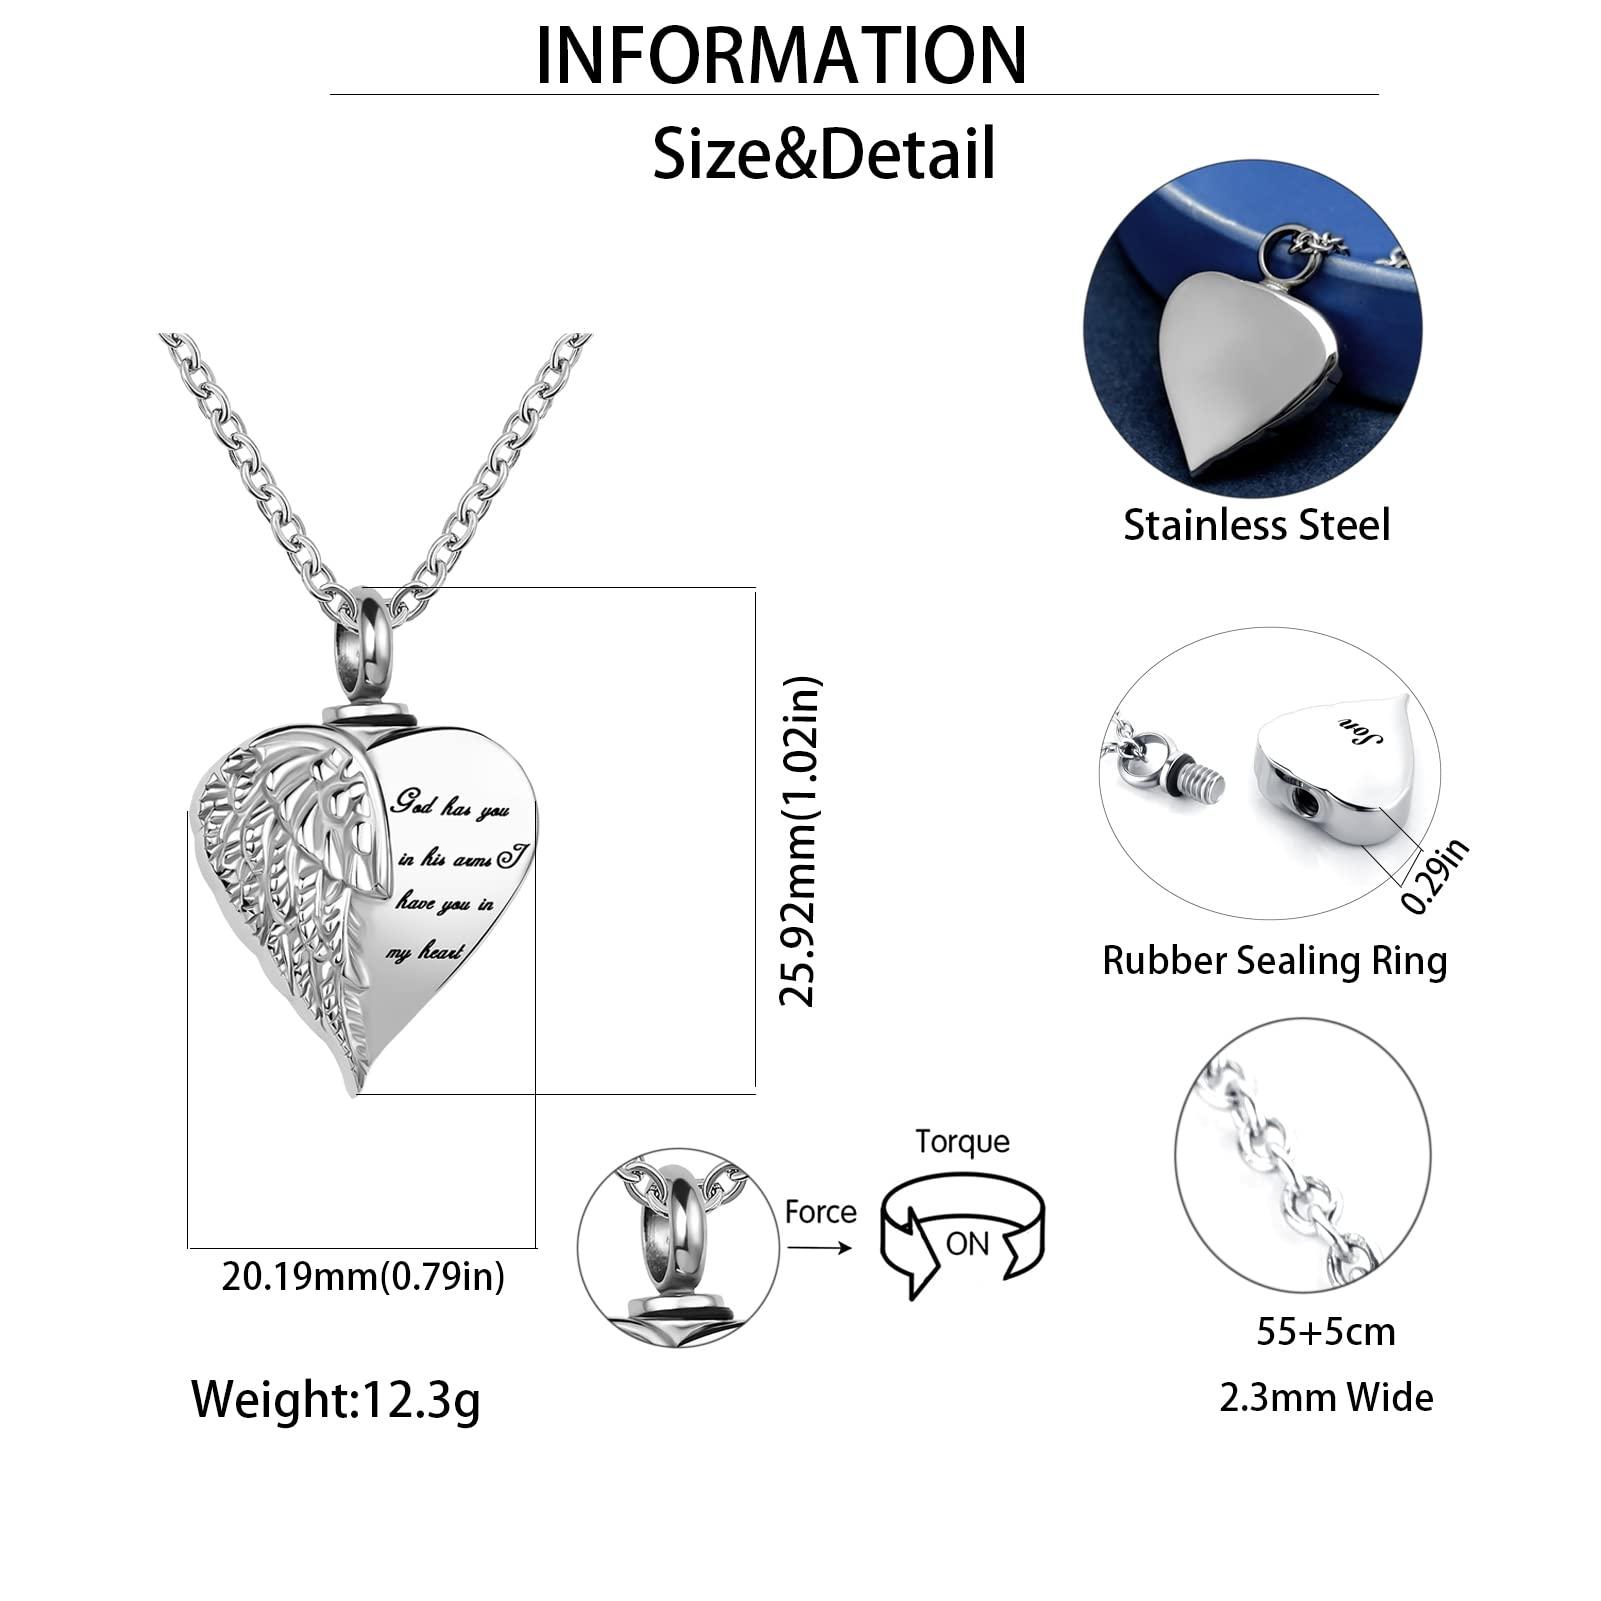 INFORMATION
Size&Detail
Stainless Steel
God has you
in his arms I
have you in
my heart
25.92mm(1.02in)
Son
0.29in
Rubber Sealing Ring
Torque
Force
ON
20.19mm(0.79in)
55+5cm
Weight:12.3g
2.3mm Wide